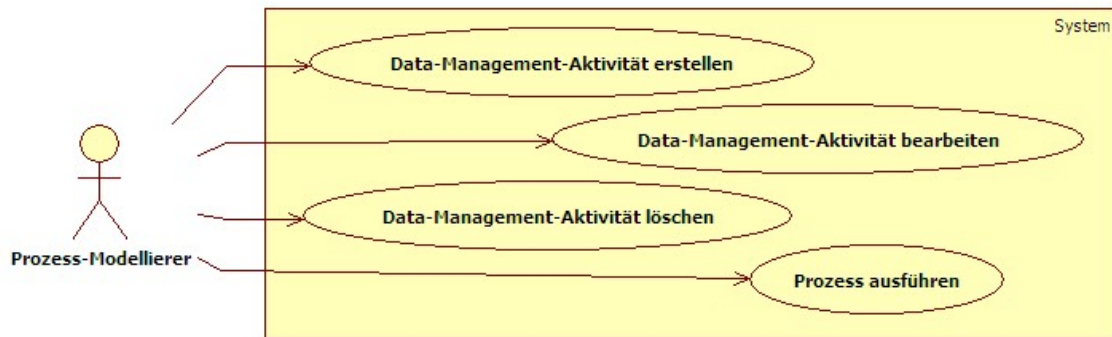 System
Data-Management-Aktivität erstellen
Data-Management-Aktivität bearbeiten
Data-Management-Aktivität löschen
Prozess-Modellierer
Prozess ausführen